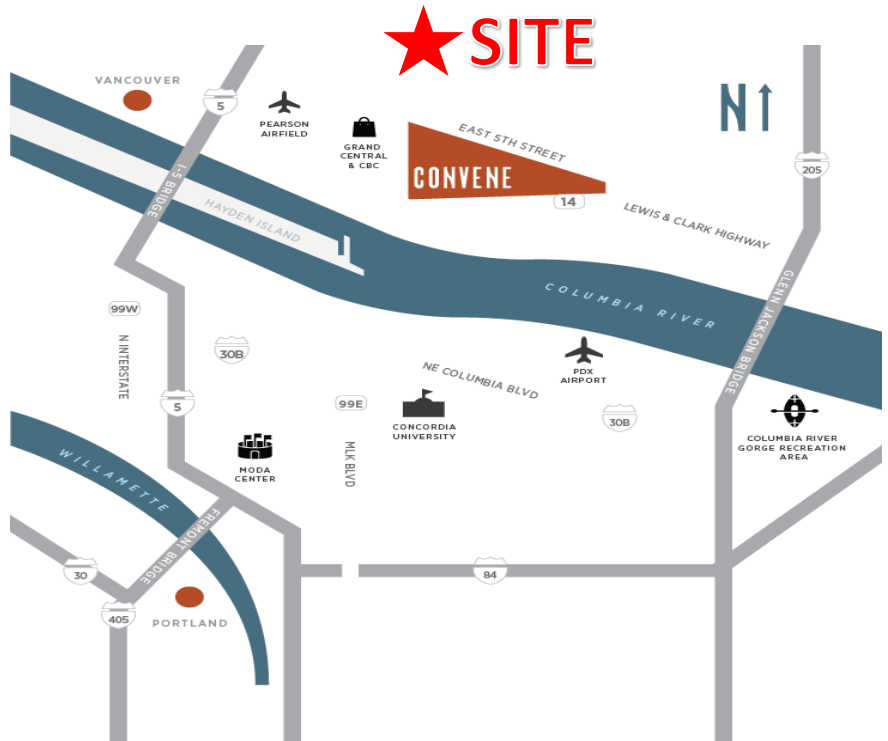 SITE
VANCOUVER
5
PEARSON
AIRFIELD
GRAND
CENTRAL
& CBC
EAST 5TH STREET
CONVENE
14
N
205
LEWIS & CLARK HIGHWAY
I-5 BRIDGE
HAYDEN ISLAND
COLUMBIA RIVER
GLENN JACKSON BRIDGE
99W
N INTERSTATE
30B
5
99E
MLK BLVD
NE COLUMBIA BLVD
CONCORDIA
UNIVERSITY
PDX
AIRPORT
30B
COLUMBIA RIVER
GORGE RECREATION
AREA
MODA
CENTER
WILLAMETTE
FREMONT BRIDGE
30
84
405
PORTLAND